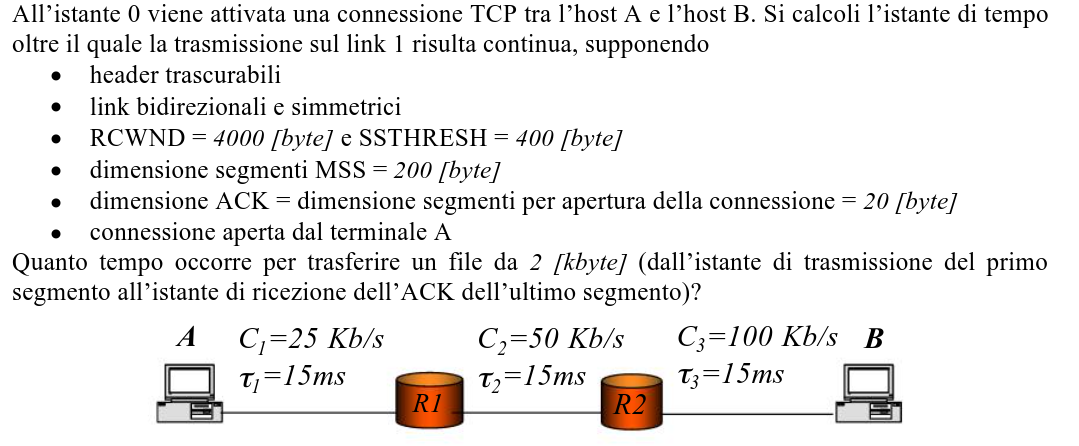 All'istante 0 viene attivata una connessione TCP tra l'host A e l'host B. Si calcoli l'istante di tempo
oltre il quale la trasmissione sul link 1 risulta continua, supponendo
• header trascurabili
• link bidirezionali e simmetrici
• RCWND = 4000 [byte] e SSTHRESH = 400 [byte]
• dimensione segmenti MSS = 200 [byte]
• dimensione ACK = dimensione segmenti per apertura della connessione = 20 [byte]
• connessione aperta dal terminale A
Quanto tempo occorre per trasferire un file da 2 [kbyte] (dall'istante di trasmissione del primo
segmento all'istante di ricezione dell'ACK dell'ultimo segmento)?
A C₁=25 Kb/s C₂=50 Kb/s C₃=100 Kb/s B
τ₁=15ms τ₂=15ms τ₃=15ms
R1 R2